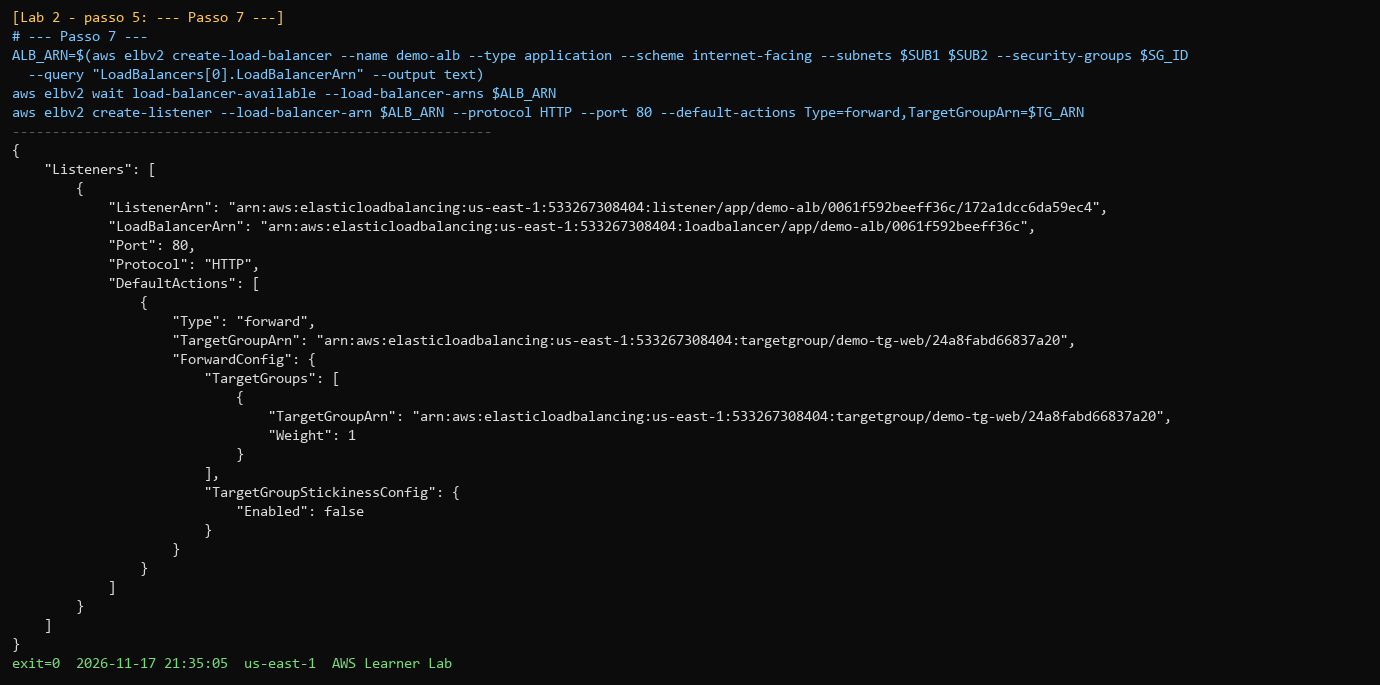 [Lab 2 - passo 5: --- Passo 7 ---]
# --- Passo 7 ---
ALB_ARN=$(aws elbv2 create-load-balancer --name demo-alb --type application --scheme internet-facing --subnets $SUB1 $SUB2 --security-groups $SG_ID
  --query "LoadBalancers[0].LoadBalancerArn" --output text)
aws elbv2 wait load-balancer-available --load-balancer-arns $ALB_ARN
aws elbv2 create-listener --load-balancer-arn $ALB_ARN --protocol HTTP --port 80 --default-actions Type=forward,TargetGroupArn=$TG_ARN
------------------------------------------------------------
{
    "Listeners": [
        {
            "ListenerArn": "arn:aws:elasticloadbalancing:us-east-1:533267308404:listener/app/demo-alb/0061f592beeff36c/172a1dcc6da59ec4",
            "LoadBalancerArn": "arn:aws:elasticloadbalancing:us-east-1:533267308404:loadbalancer/app/demo-alb/0061f592beeff36c",
            "Port": 80,
            "Protocol": "HTTP",
            "DefaultActions": [
                {
                    "Type": "forward",
                    "TargetGroupArn": "arn:aws:elasticloadbalancing:us-east-1:533267308404:targetgroup/demo-tg-web/24a8fabd66837a20",
                    "ForwardConfig": {
                        "TargetGroups": [
                            {
                                "TargetGroupArn": "arn:aws:elasticloadbalancing:us-east-1:533267308404:targetgroup/demo-tg-web/24a8fabd66837a20",
                                "Weight": 1
                            }
                        ],
                        "TargetGroupStickinessConfig": {
                            "Enabled": false
                        }
                    }
                }
            ]
        }
    ]
}
exit=0  2026-11-17 21:35:05  us-east-1  AWS Learner Lab